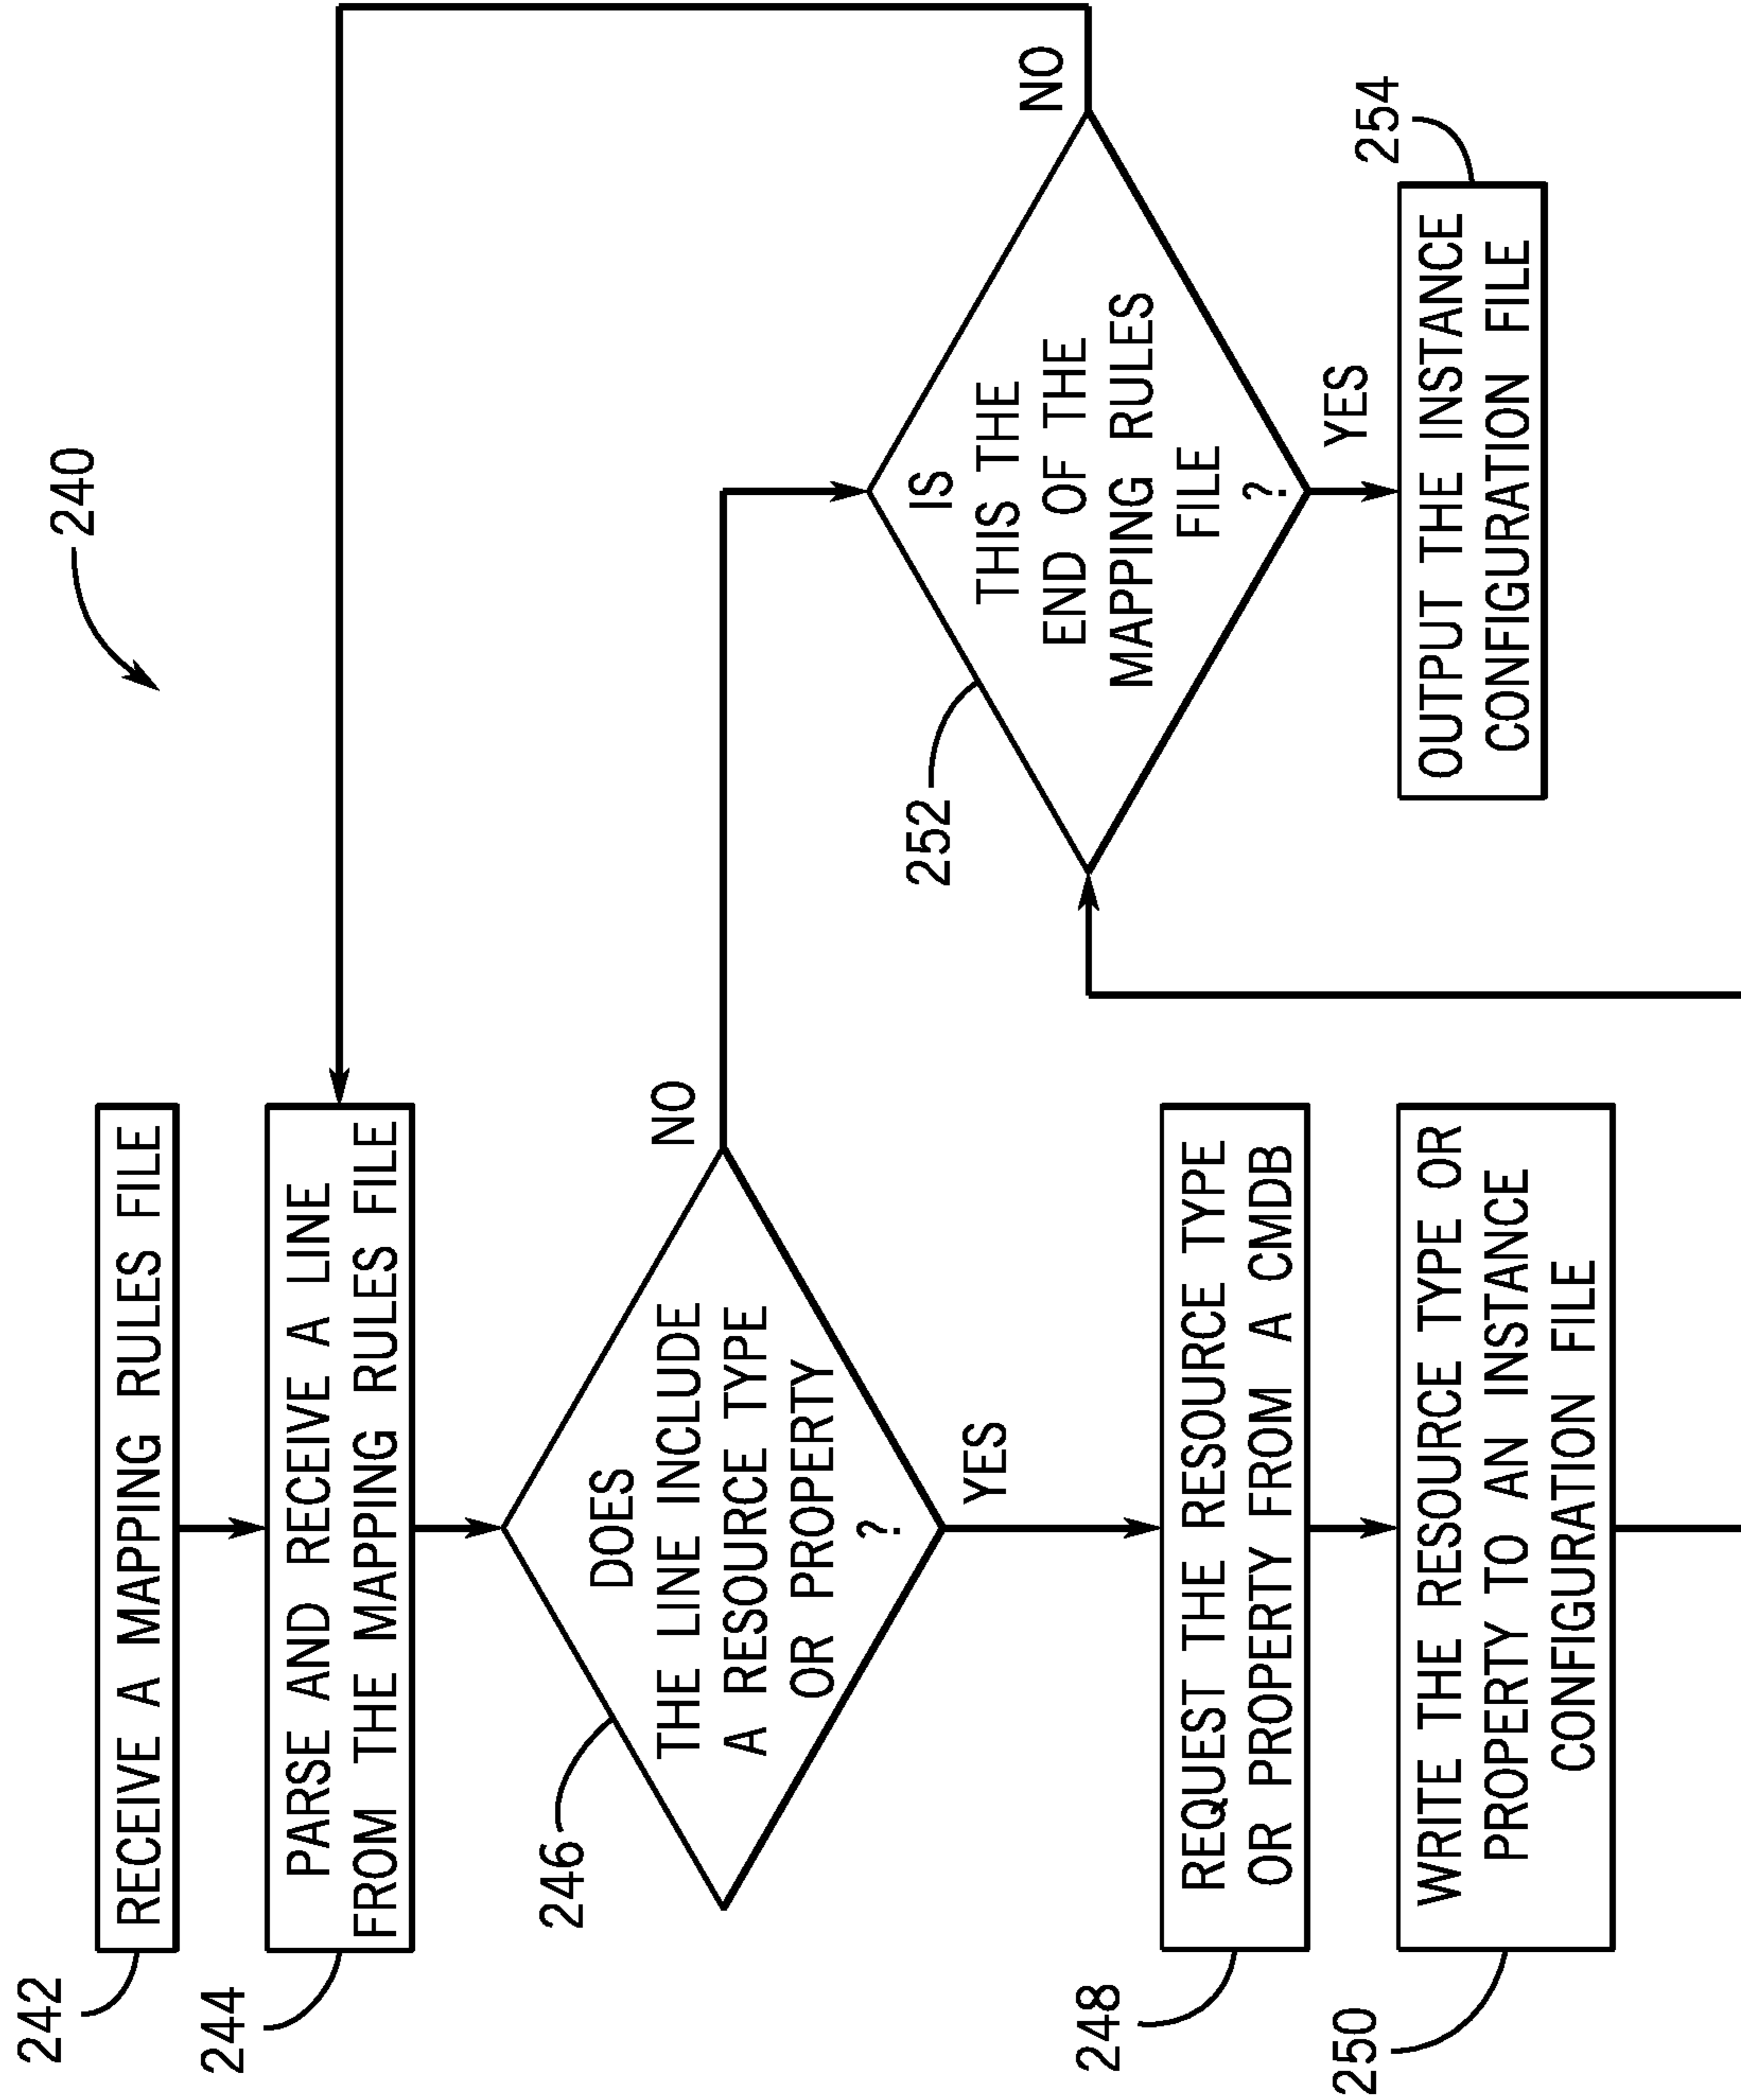 240
242
RECEIVE A MAPPING RULES FILE
244
PARSE AND RECEIVE A LINE
FROM THE MAPPING RULES FILE
246
DOES
THE LINE INCLUDE
A RESOURCE TYPE
OR PROPERTY
?
NO
YES
248
REQUEST THE RESOURCE TYPE
OR PROPERTY FROM A CMDB
250
WRITE THE RESOURCE TYPE OR
PROPERTY TO AN INSTANCE
CONFIGURATION FILE
252
IS
THIS THE
END OF THE
MAPPING RULES
FILE
?
NO
YES
254
OUTPUT THE INSTANCE
CONFIGURATION FILE